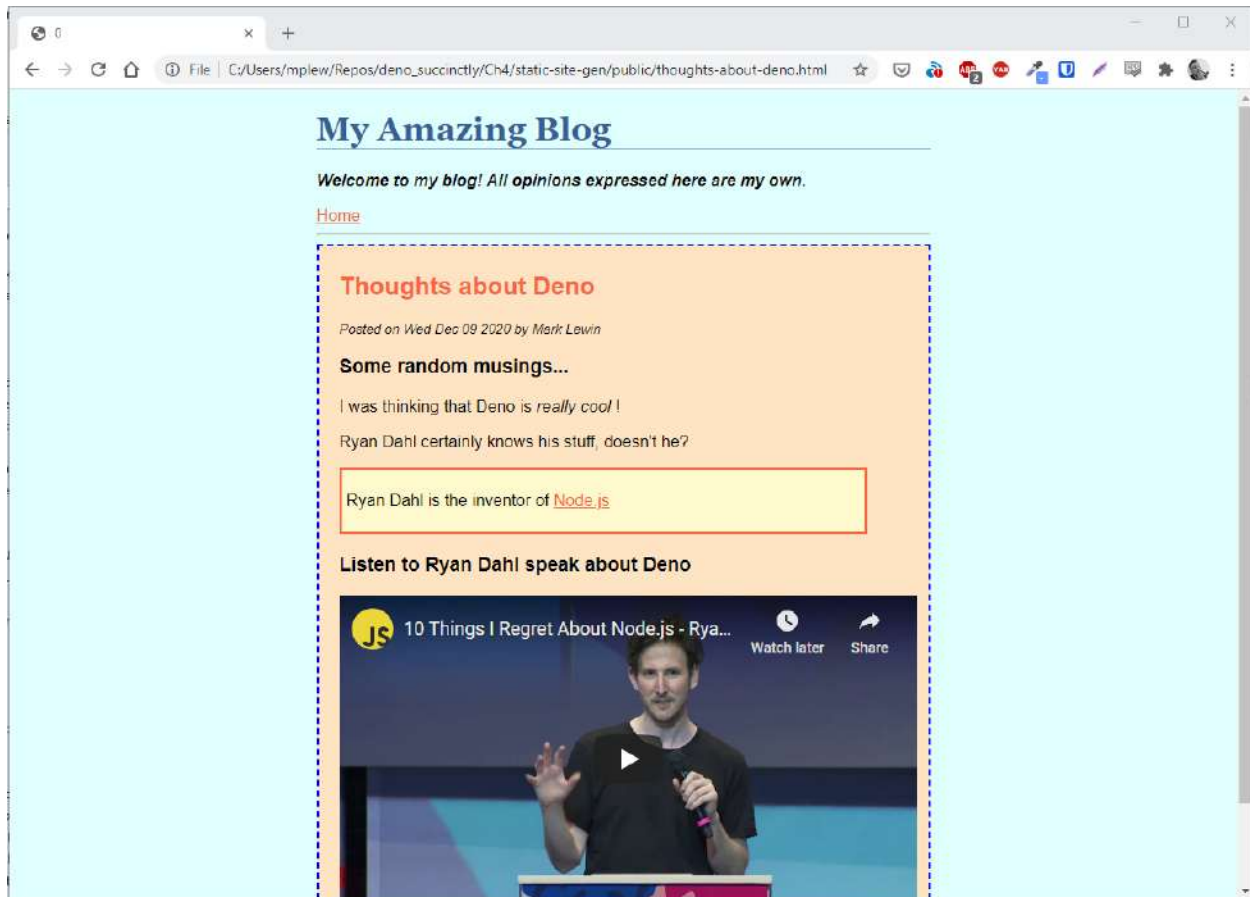 0
File C:/Users/mplew/Repos/deno_succinctly/Ch4/static-site-gen/public/thoughts-about-deno.html
ABP 2
My Amazing Blog
Welcome to my blog! All opinions expressed here are my own.
Home
Thoughts about Deno
Posted on Wed Dec 09 2020 by Mark Lewin
Some random musings...
I was thinking that Deno is really cool !
Ryan Dahl certainly knows his stuff, doesn't he?
Ryan Dahl is the inventor of Node.js
Listen to Ryan Dahl speak about Deno
JS 10 Things I Regret About Node.js - Rya...
Watch later Share